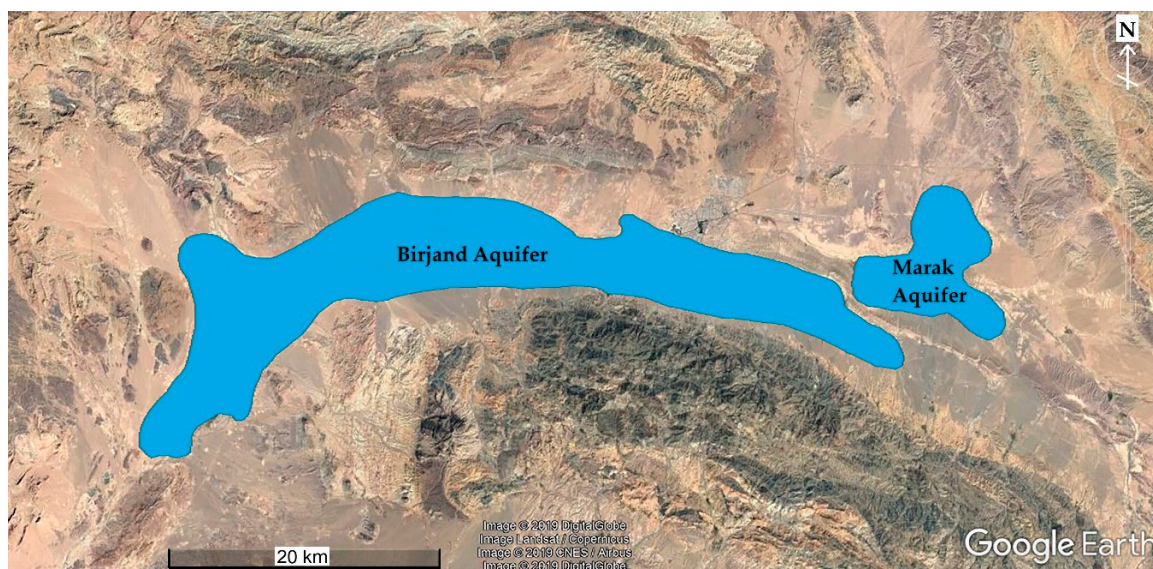 N
Birjand Aquifer
Marak
Aquifer
Image © 2019 DigitalGlobe
Image Landsat / Copernicus
Image © 2019 CNES / Airbus
Image © 2019 DigitalGlobe
20 km
Google Earth